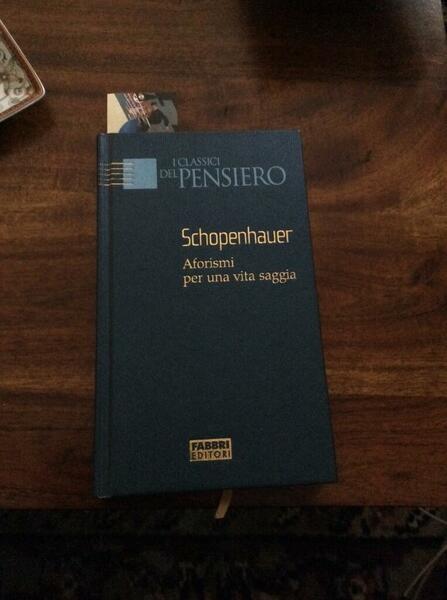 I CLASSICI
DEL PENSIERO
Schopenhauer
Aforismi
per una vita saggia
FABBRI
EDITORI